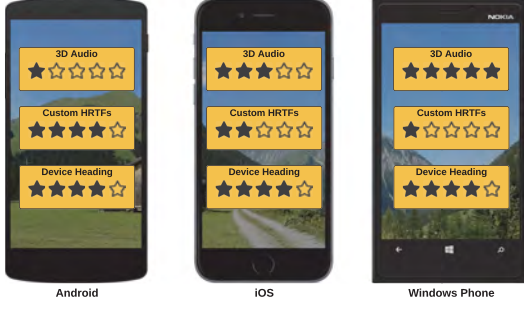 NOKIA
3D Audio
Custom HRTFs
Device Heading
3D Audio
Custom HRTFs
Device Heading
3D Audio
Custom HRTFs
Device Heading
Android
iOS
Windows Phone